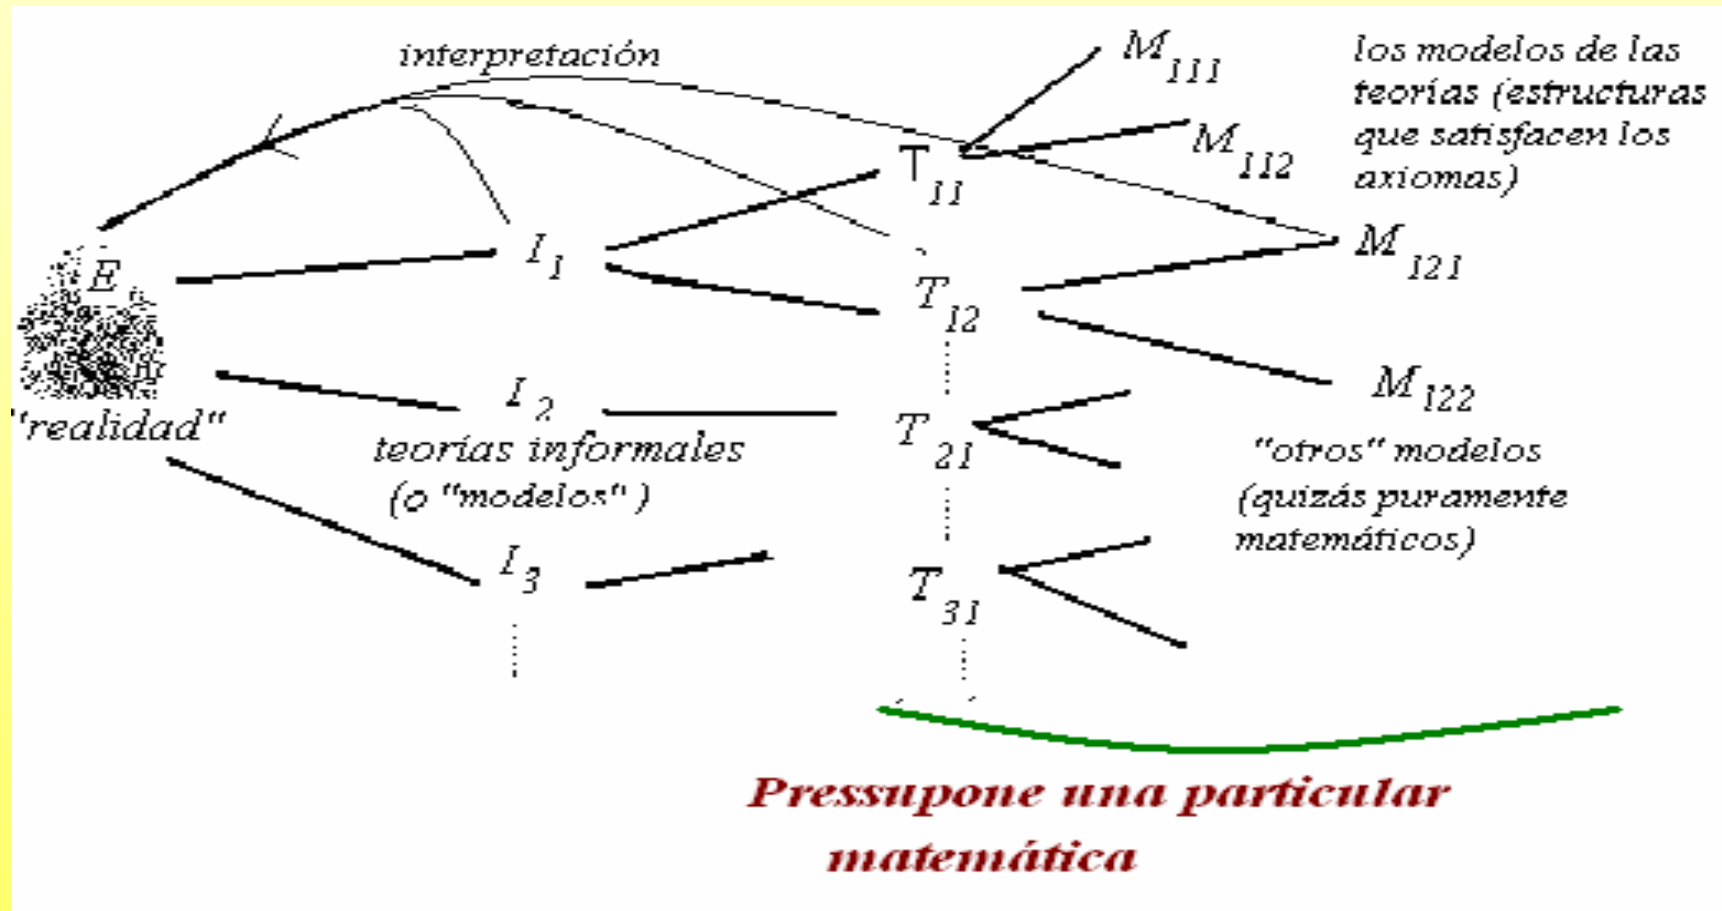 interpretación
M111
los modelos de las
teorías (estructuras
que satisfacen los
axiomas)
M112
T11
E
I1
M121
T12
"realidad"
I2
teorías informales
(o "modelos")
T21
M122
"otros" modelos
(quizás puramente
matemáticos)
I3
T31
Pressupone una particular
matemática